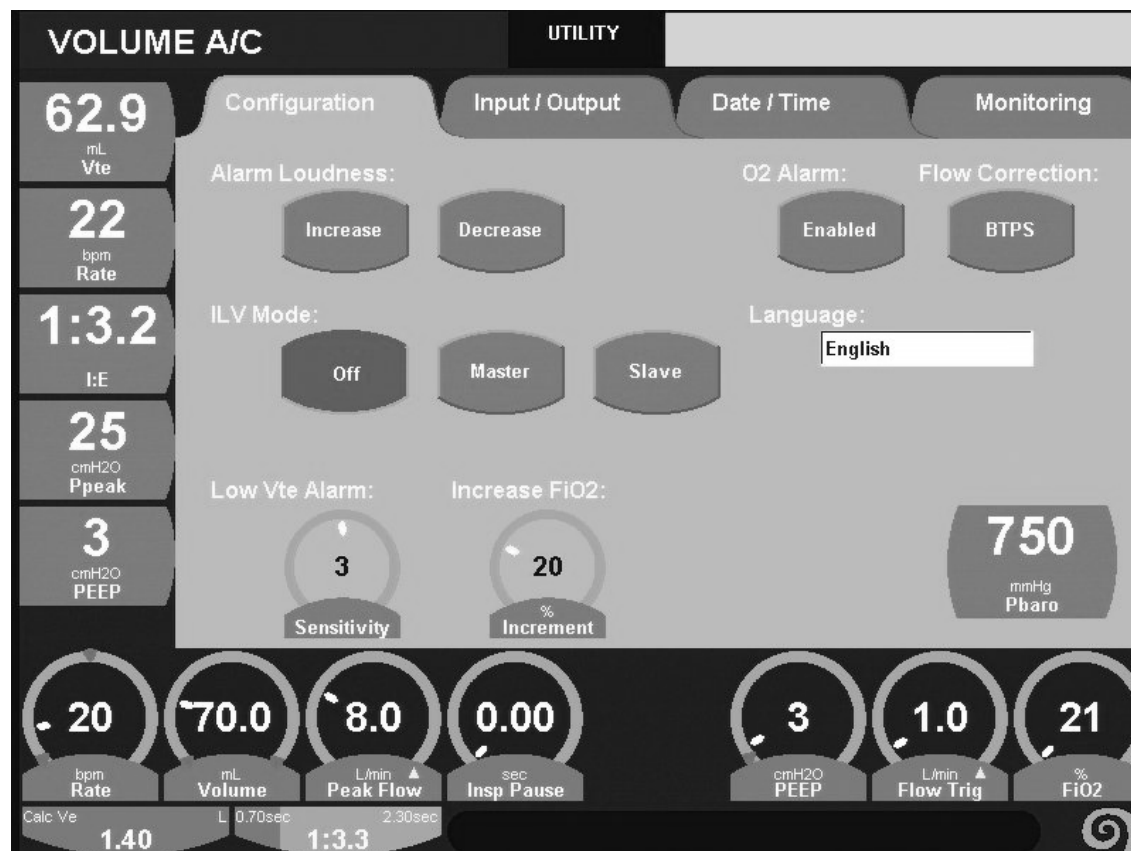 VOLUME A/C
UTILITY
62.9
mL
Vte
22
bpm
Rate
1:3.2
I:E
25
cmH2O
Ppeak
3
cmH2O
PEEP
Configuration
Input / Output
Date / Time
Monitoring
Alarm Loudness:
Increase
Decrease
O2 Alarm:
Enabled
Flow Correction:
BTPS
ILV Mode:
Off
Master
Slave
Language:
English
Low Vte Alarm:
3
Sensitivity
Increase FiO2:
20
%
Increment
750
mmHg
Pbaro
20
bpm
Rate
70.0
mL
Volume
8.0
L/min
Peak Flow
0.00
sec
Insp Pause
3
cmH2O
PEEP
1.0
L/min
Flow Trig
21
%
FiO2
Calc Ve L
1.40
0.70sec 2.30sec
1:3.3